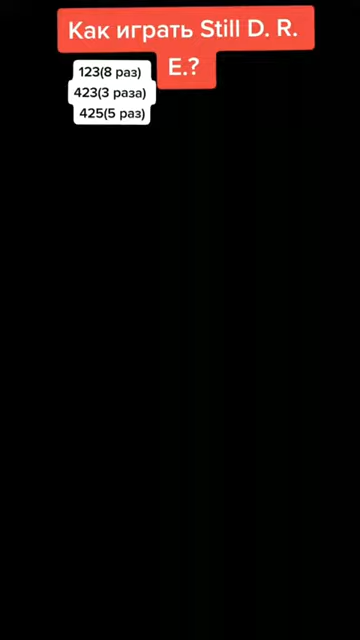 Как играть Still D. R.
E.?
123(8 раз)
423(3 раза)
425(5 раз)